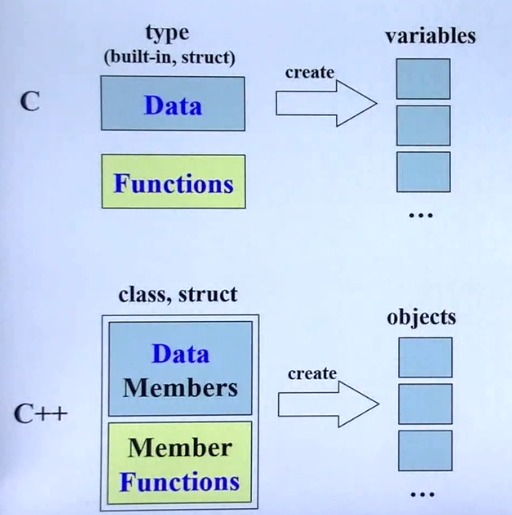 type
(built-in, struct)
variables
C
Data
create
Functions
...
class, struct
objects
C++
Data
Members
create
Member
Functions
...